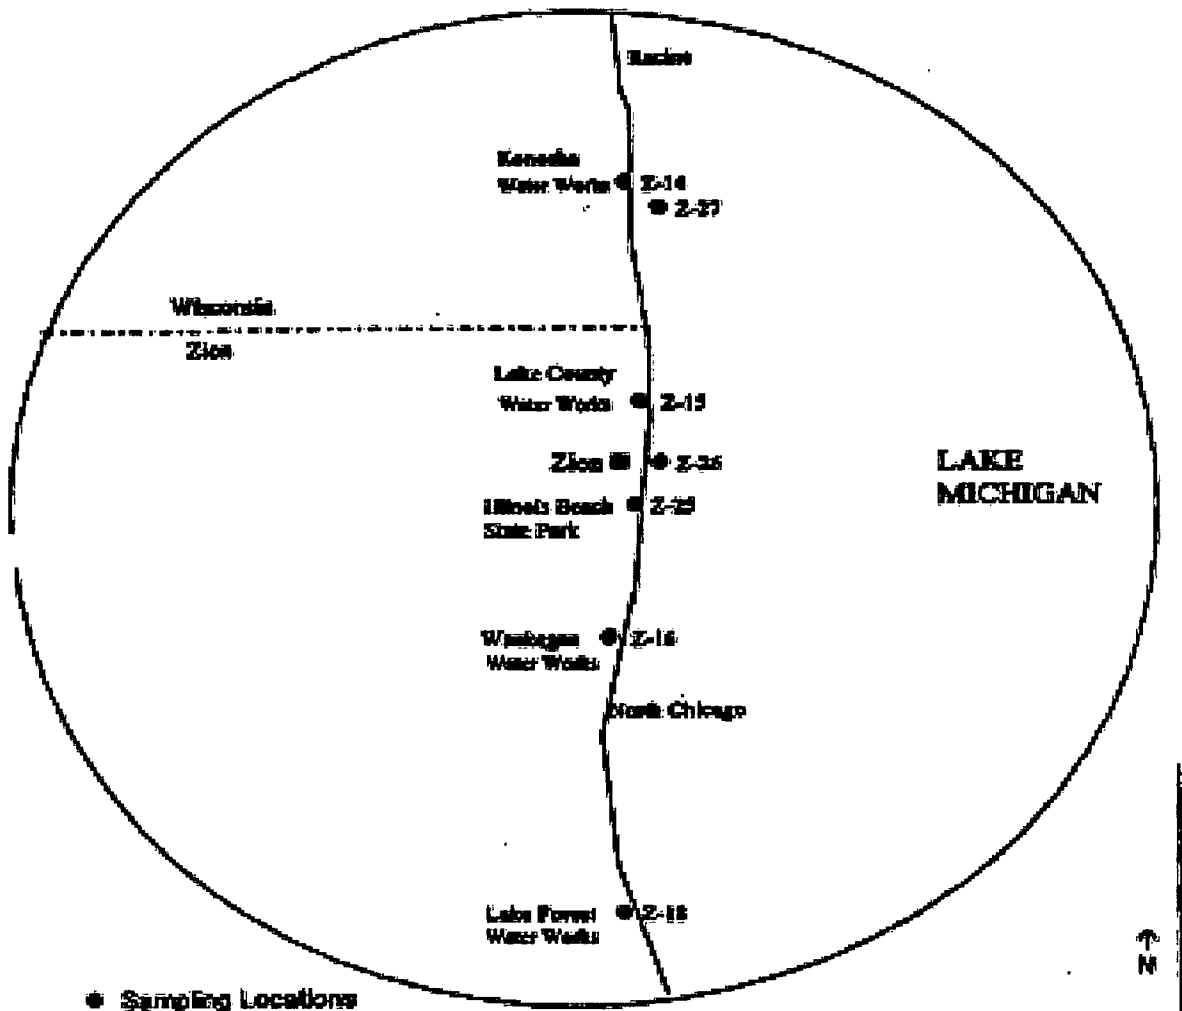 Racine
Kenosha
Water Works Z-14
Z-27
Wisconsin
Zion
Lake County
Water Works Z-15
Zion Z-26
LAKE
MICHIGAN
Illinois Beach Z-25
State Park
Waukegan Z-16
Water Works
North Chicago
Lake Forest Z-18
Water Works
N
Sampling Locations